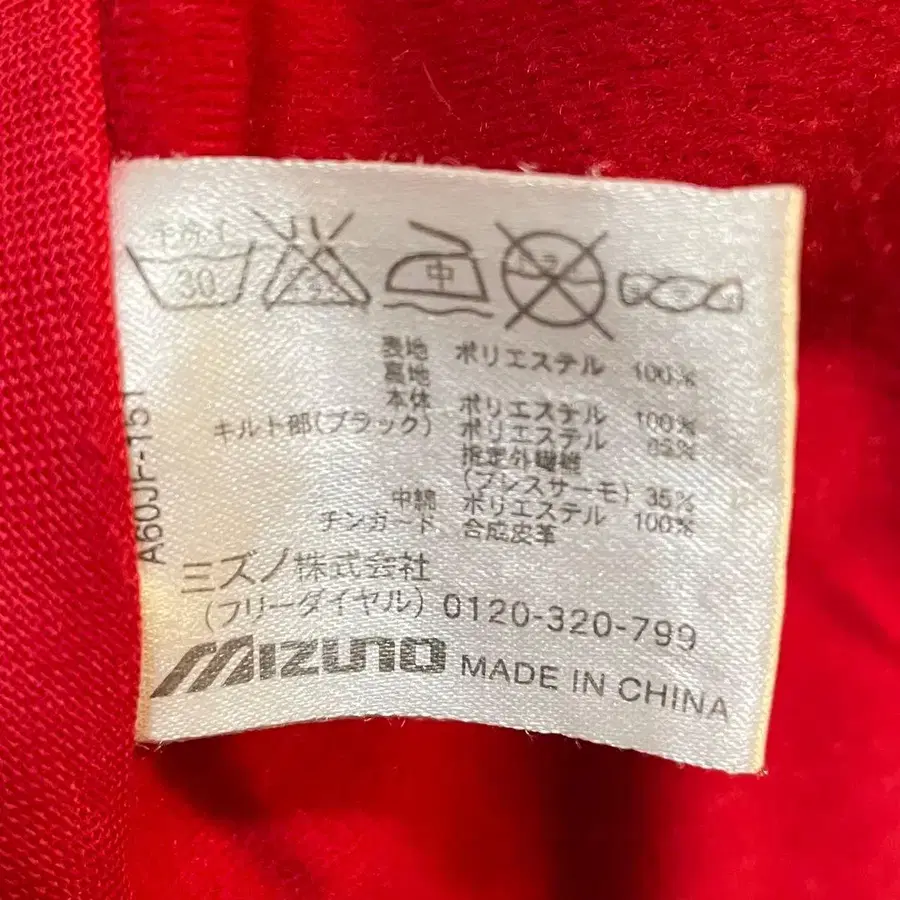 30
中
表地 ポリエステル 100%
裏地
本体 ポリエステル 100%
キルト部(ブラック) ポリエステル 65%
指定外繊維
(ブレスサーモ) 35%
中綿 ポリエステル 100%
チンガード 合成皮革
ミズノ株式会社
(フリーダイヤル) 0120-320-799
MIZUNO MADE IN CHINA
A60JF-151